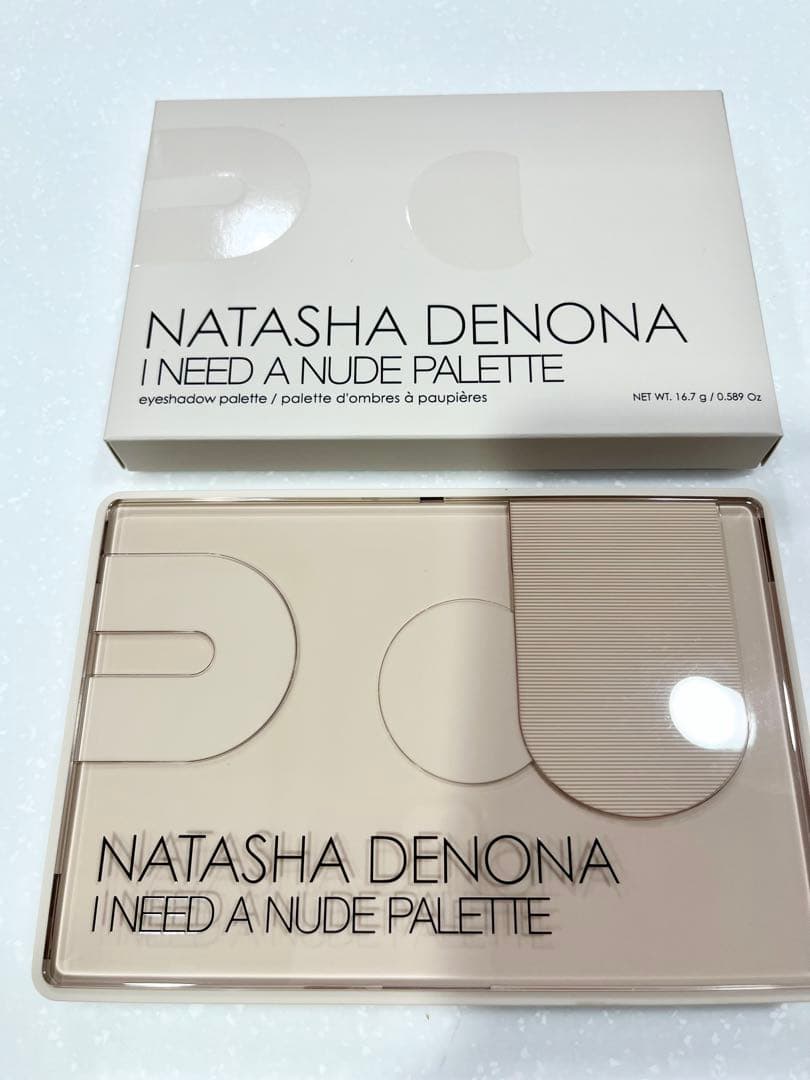 NATASHA DENONA
I NEED A NUDE PALETTE
eyeshadow palette / palette d'ombres à paupières
NET WT. 16.7 g / 0.589 Oz
NATASHA DENONA
I NEED A NUDE PALETTE